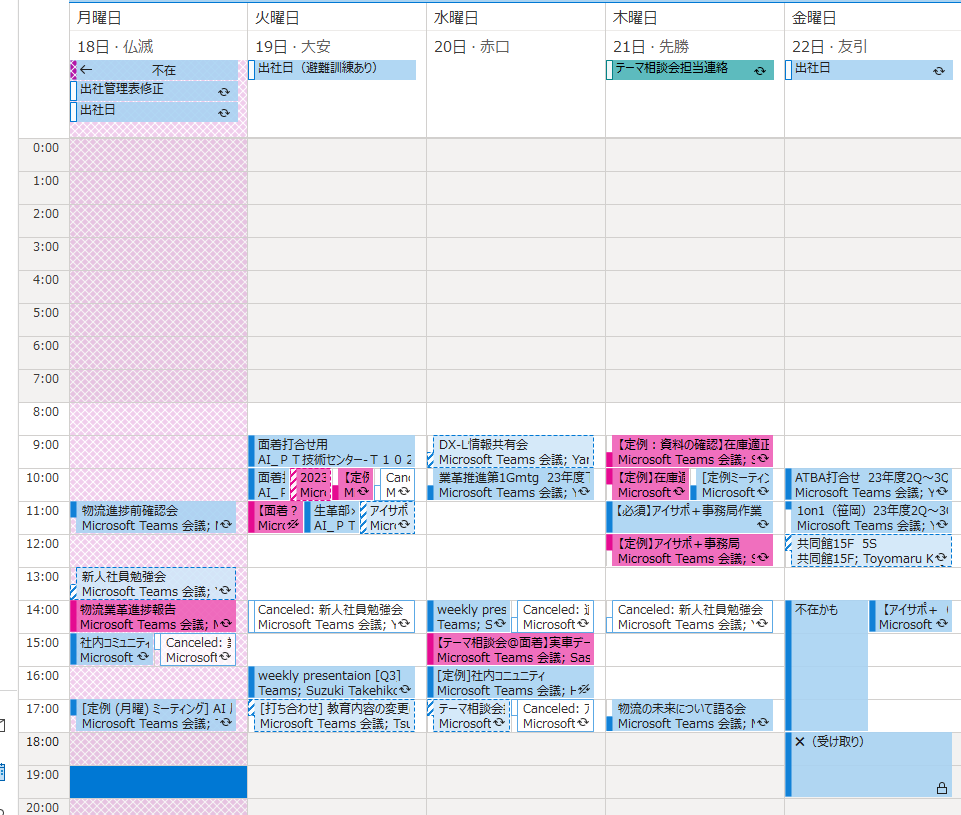 月曜日
火曜日
水曜日
木曜日
金曜日
18日 · 仏滅
19日 · 大安
20日 · 赤口
21日 · 先勝
22日 · 友引
← 不在
出社管理表修正
出社日
出社日（避難訓練あり）
テーマ相談会担当連絡
出社日
0:00
1:00
2:00
3:00
4:00
5:00
6:00
7:00
8:00
9:00
10:00
11:00
12:00
13:00
14:00
15:00
16:00
17:00
18:00
19:00
20:00
物流進捗前確認会
Microsoft Teams 会議;
新人社員勉強会
Microsoft Teams 会議;
物流業革進捗報告
Microsoft Teams 会議;
社内コミュニティ
Microsoft
Canceled:
Microsoft
[定例 (月曜) ミーティング] AI
Microsoft Teams 会議;
面着打合せ用
AI_ＰＴ技術センター-Ｔ１０２
面着
AI_
2023
Micro
【定例
M
Canc
M
【面着？
Micro
生革部
AI_ＰＴ
アイサポ
Micro
Canceled: 新人社員勉強会
Microsoft Teams 会議; Y
weekly presentaion [Q3]
Teams; Suzuki Takehiko
[打ち合わせ] 教育内容の変更
Microsoft Teams 会議; Tsu
DX-L情報共有会
Microsoft Teams 会議; Yar
業革推進第1Gmtg 23年度
Microsoft Teams 会議; Y
weekly pres
Teams; S
Canceled:
Microsoft
【テーマ相談会@面着】実車デー
Microsoft Teams 会議; Sas
[定例]社内コニュニティ
Microsoft Teams 会議; H
テーマ相談会
Microsoft
Canceled:
Microsoft
【定例：資料の確認】在庫適正
Microsoft Teams 会議;
【定例】在庫適
Microsoft
[定例ミーティン
Microsoft
【必須】アイサポ＋事務局作業
【定例】アイサポ＋事務局
Microsoft Teams 会議;
Canceled: 新人社員勉強会
Microsoft Teams 会議;
物流の未来について語る会
Microsoft Teams 会議;
ATBA打合せ 23年度2Q～3Q
Microsoft Teams 会議; Y
1on1（笹岡）23年度2Q～3
Microsoft Teams 会議; Y
共同館15F 5S
共同館15F; Toyomaru K
不在かも
【アイサポ＋（
Microsoft
✕（受け取り）